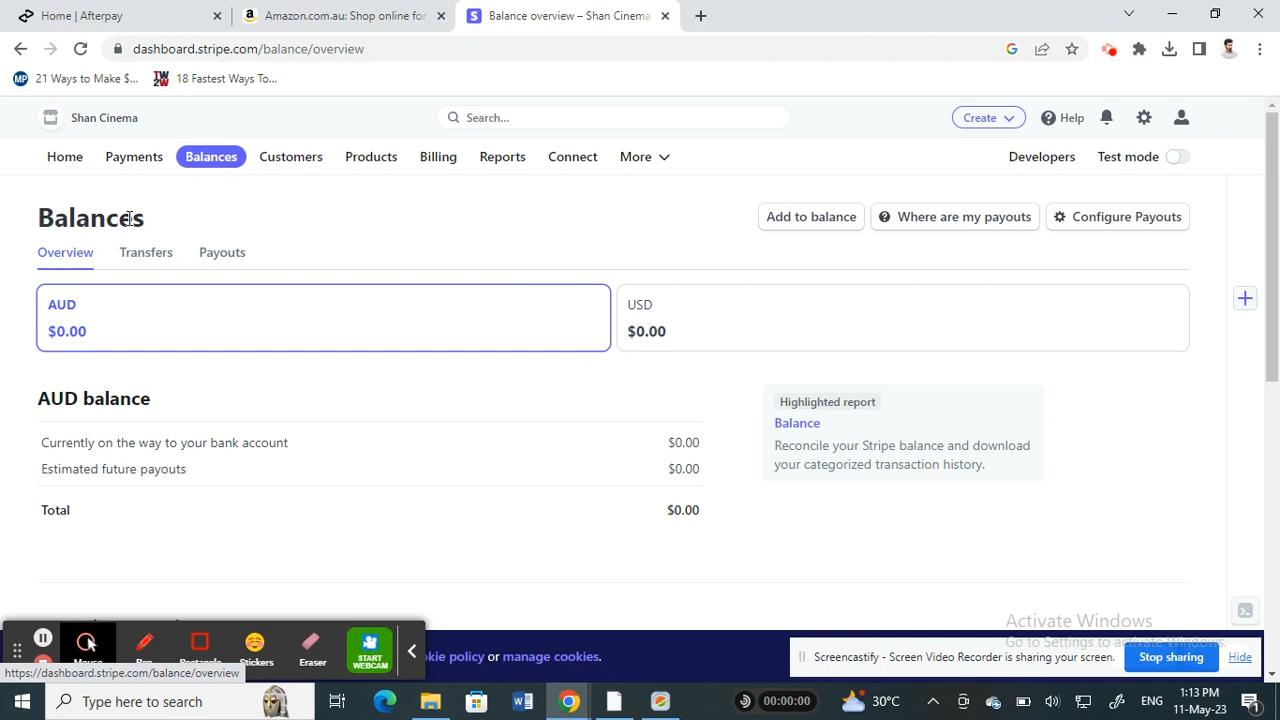 Home | Afterpay
Amazon.com.au: Shop online for
Balance overview – Shan Cinema
dashboard.stripe.com/balance/overview
21 Ways to Make $...
18 Fastest Ways To...
Shan Cinema
Search...
Create
Help
Home
Payments
Balances
Customers
Products
Billing
Reports
Connect
More
Developers
Test mode
Balances
Add to balance
Where are my payouts
Configure Payouts
Overview
Transfers
Payouts
AUD
$0.00
USD
$0.00
AUD balance
Currently on the way to your bank account $0.00
Estimated future payouts $0.00
Total $0.00
Highlighted report
Balance
Reconcile your Stripe balance and download
your categorized transaction history.
Activate Windows
Go to Settings to activate Windows.
Mouse
Pen
Rectangle
Stickers
Eraser
START
WEBCAM
kie policy or manage cookies.
Screencastify - Screen Video Recorder is sharing your screen.
Stop sharing
Hide
https://dashboard.stripe.com/balance/overview
Type here to search
00:00:00
30°C
ENG
1:13 PM
11-May-23
1